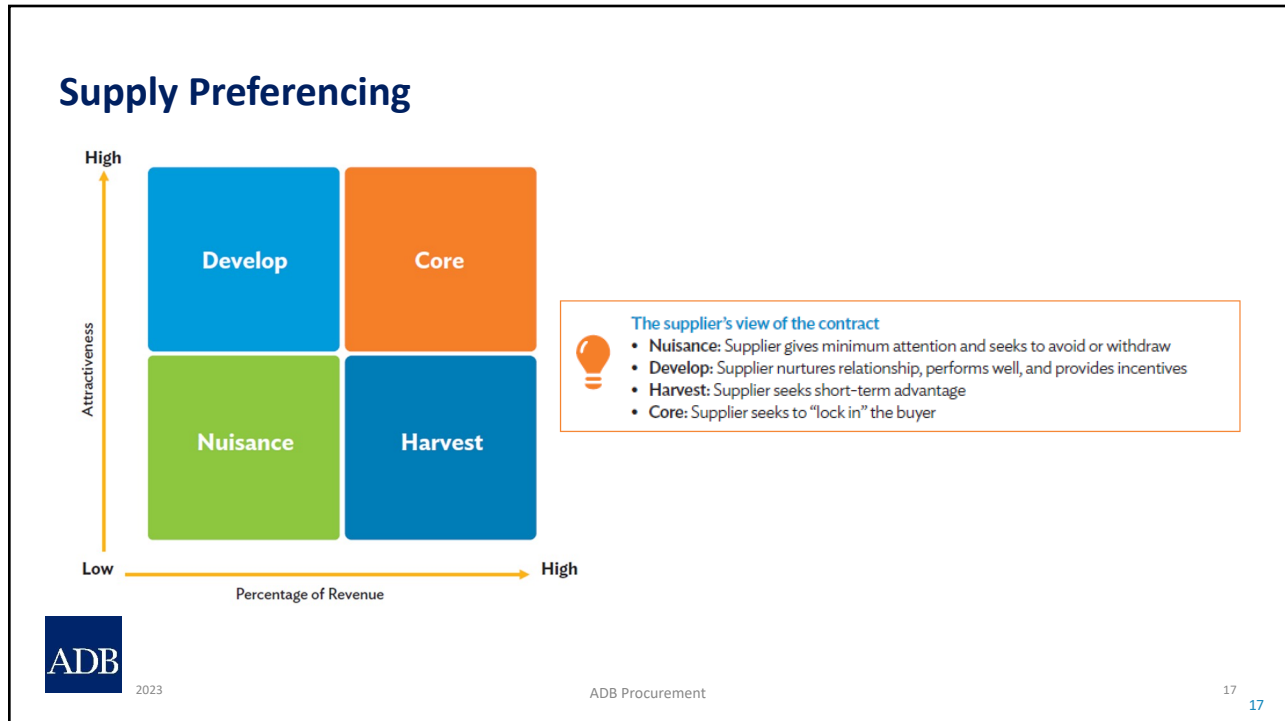 Supply Preferencing
High
Develop
Core
Attractiveness
Nuisance
Harvest
Low
High
Percentage of Revenue
The supplier's view of the contract
• Nuisance: Supplier gives minimum attention and seeks to avoid or withdraw
• Develop: Supplier nurtures relationship, performs well, and provides incentives
• Harvest: Supplier seeks short-term advantage
• Core: Supplier seeks to “lock in” the buyer
ADB
2023
ADB Procurement
17
17